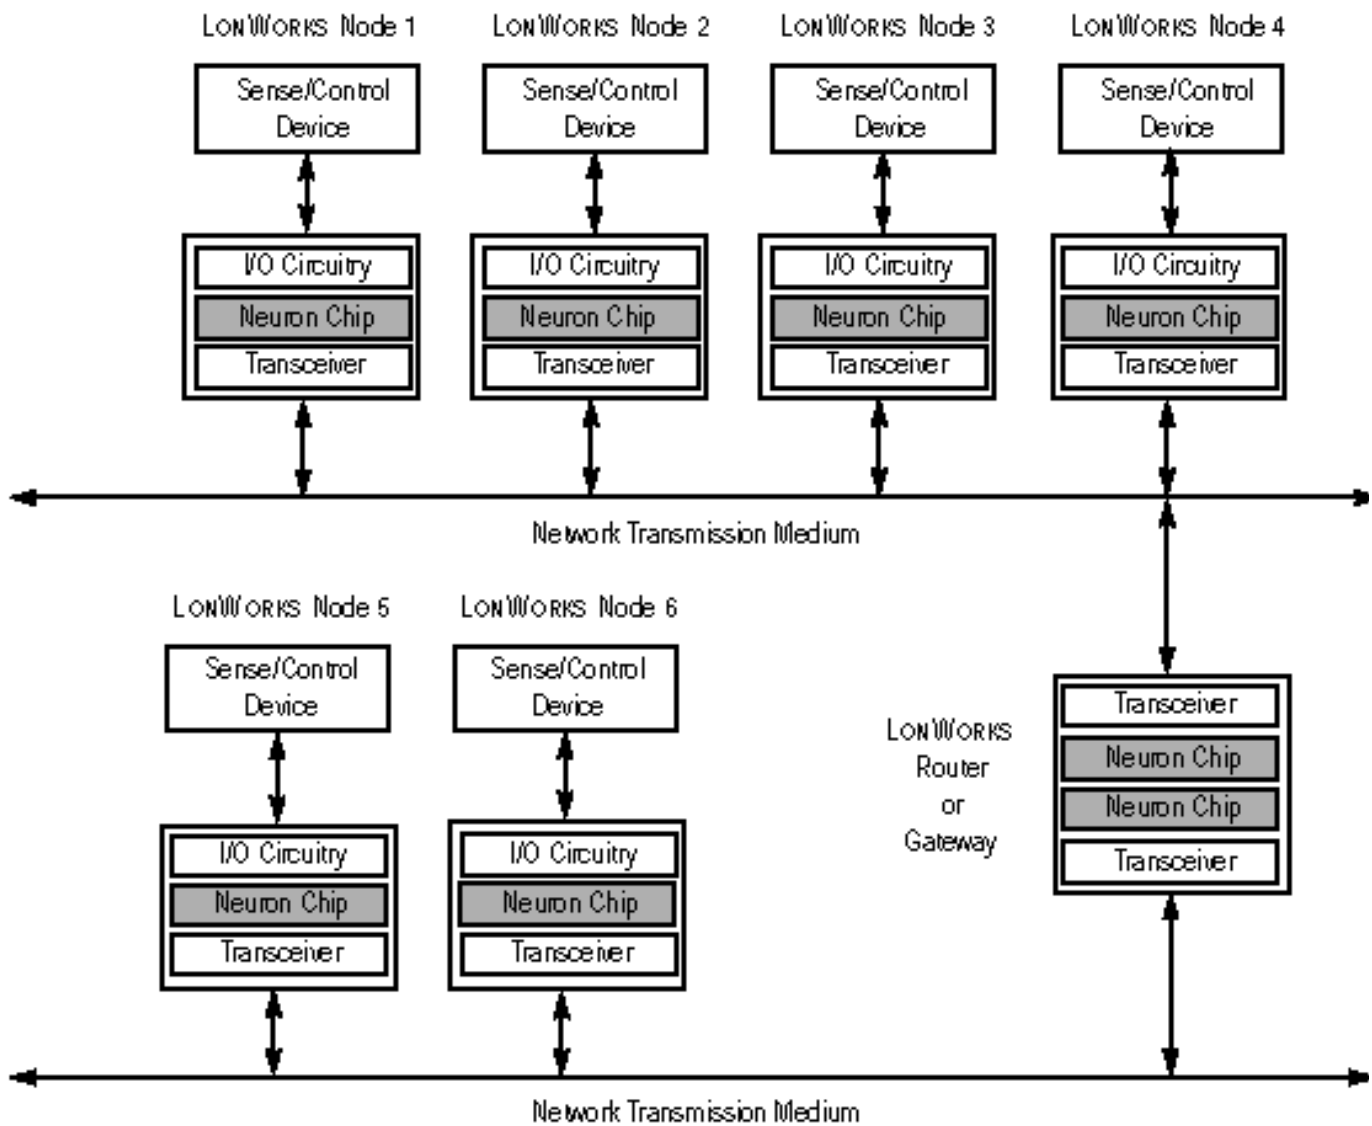 LONWORKS Node 1
LONWORKS Node 2
LONWORKS Node 3
LONWORKS Node 4
Sense/Control
Device
Sense/Control
Device
Sense/Control
Device
Sense/Control
Device
I/O Circuitry
Neuron Chip
Transceiver
I/O Circuitry
Neuron Chip
Transceiver
I/O Circuitry
Neuron Chip
Transceiver
I/O Circuitry
Neuron Chip
Transceiver
Network Transmission Medium
LONWORKS Node 5
LONWORKS Node 6
Sense/Control
Device
Sense/Control
Device
I/O Circuitry
Neuron Chip
Transceiver
I/O Circuitry
Neuron Chip
Transceiver
LONWORKS
Router
or
Gateway
Transceiver
Neuron Chip
Neuron Chip
Transceiver
Network Transmission Medium